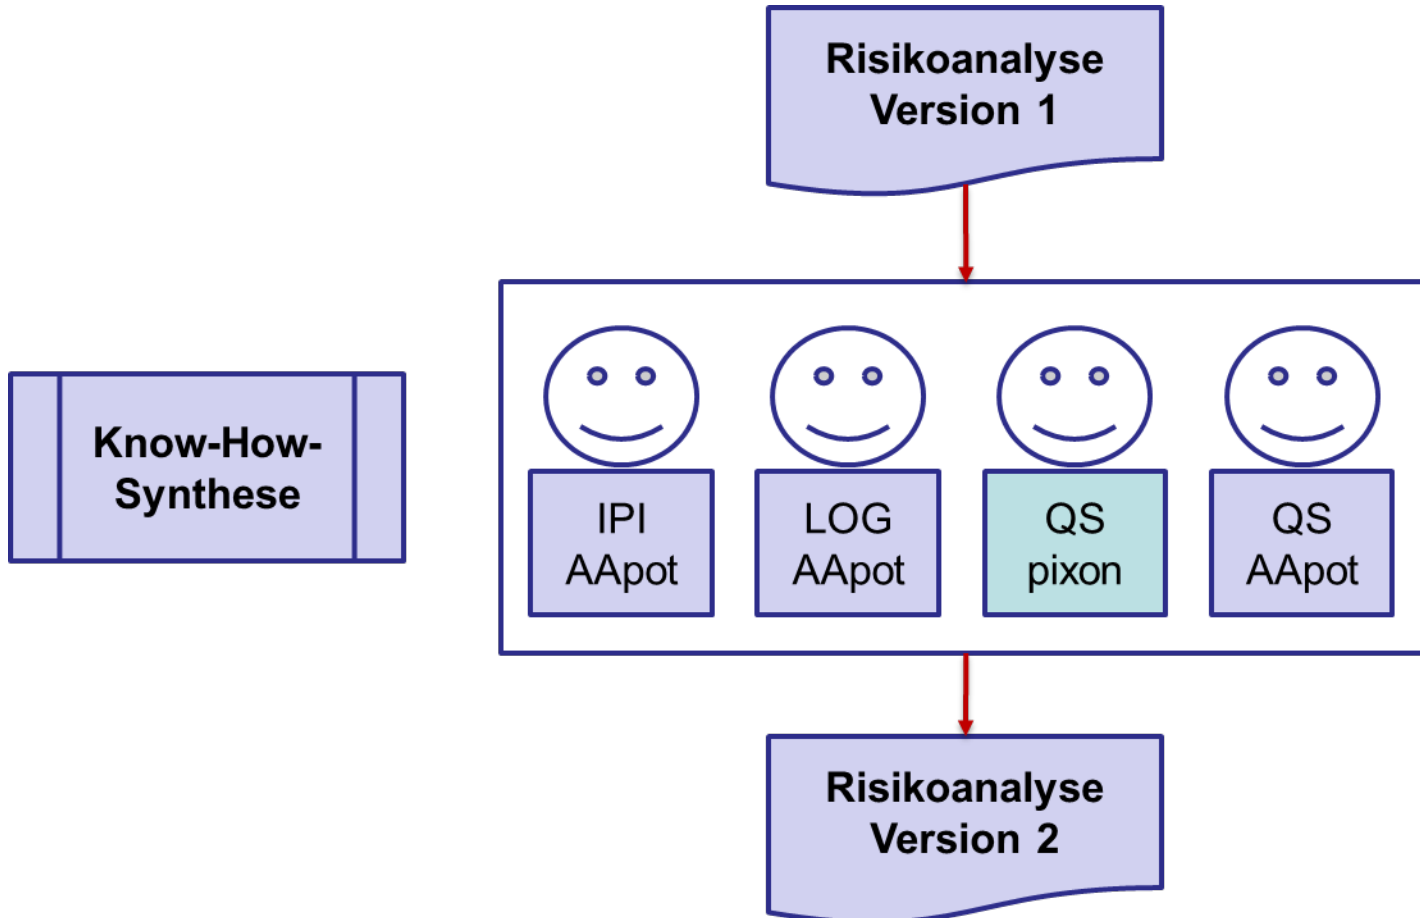 Risikoanalyse
Version 1
Know-How-
Synthese
IPI
AApot
LOG
AApot
QS
pixon
QS
AApot
Risikoanalyse
Version 2